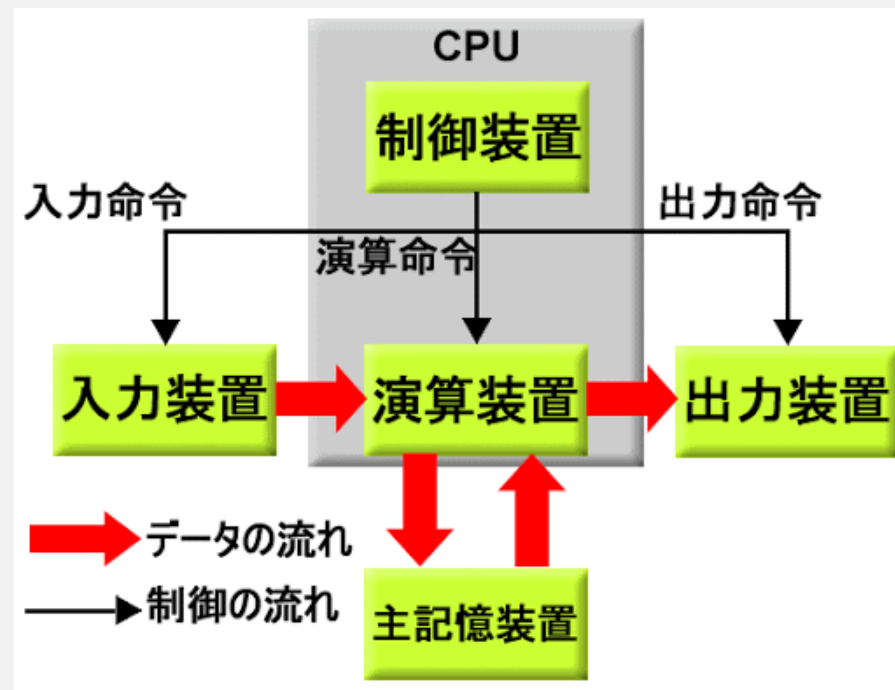 CPU
制御装置
入力命令
出力命令
演算命令
入力装置
演算装置
出力装置
データの流れ
制御の流れ
主記憶装置